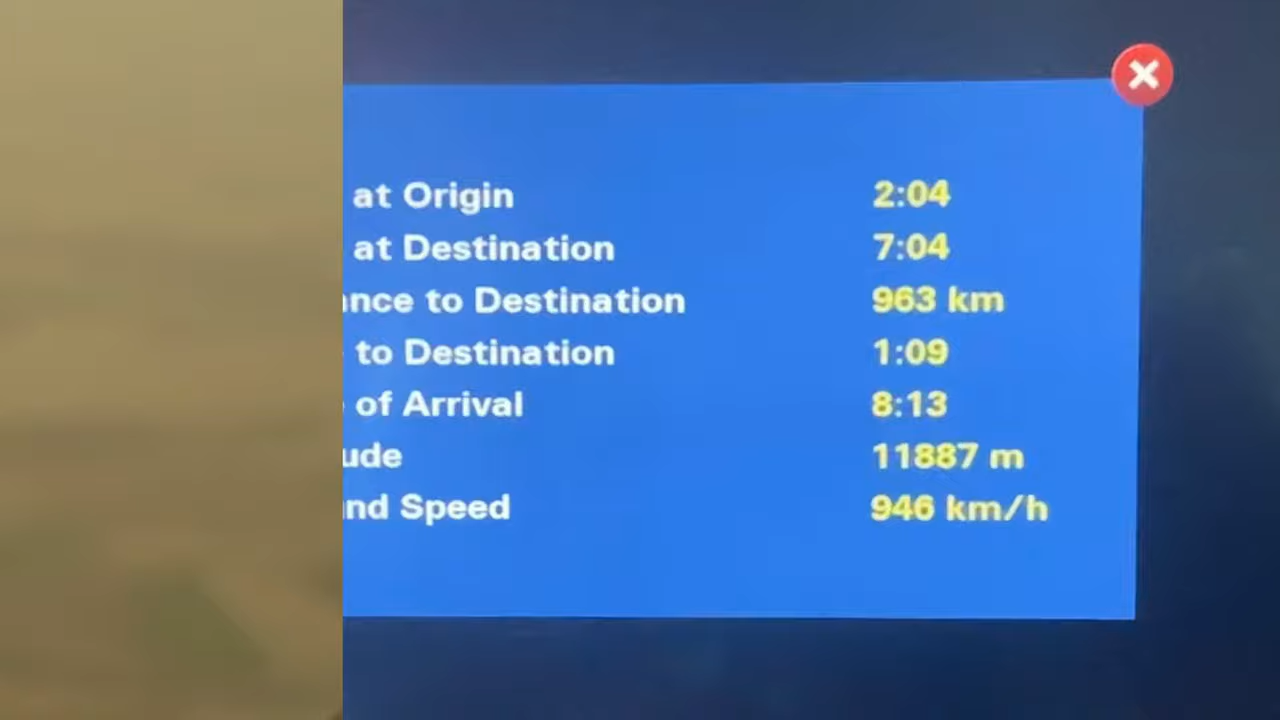 at Origin 2:04
at Destination 7:04
ance to Destination 963 km
to Destination 1:09
of Arrival 8:13
ude 11887 m
und Speed 946 km/h